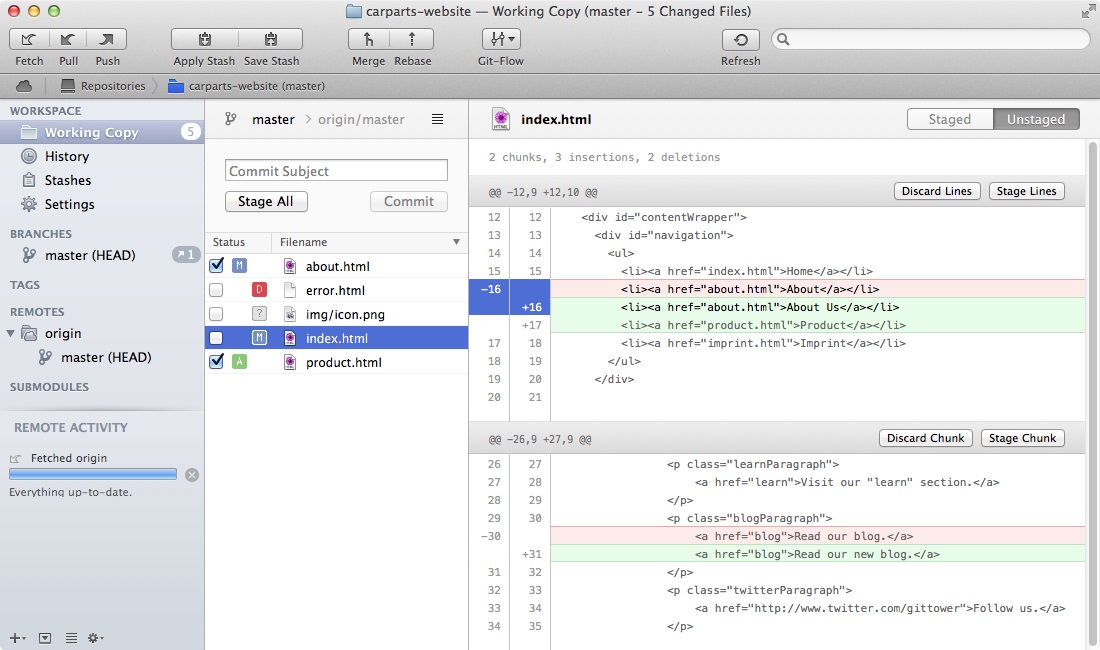 carparts-website — Working Copy (master – 5 Changed Files)
Fetch Pull Push Apply Stash Save Stash Merge Rebase Git-Flow Refresh
Repositories carparts-website (master)
WORKSPACE
Working Copy 5
History
Stashes
Settings
BRANCHES
master (HEAD) 1
TAGS
REMOTES
origin
master (HEAD)
SUBMODULES
REMOTE ACTIVITY
Fetched origin
Everything up-to-date.
master origin/master
Commit Subject
Stage All Commit
Status Filename
M about.html
D error.html
? img/icon.png
M index.html
A product.html
HTML index.html Staged Unstaged
2 chunks, 3 insertions, 2 deletions
@@ -12,9 +12,10 @@ Discard Lines Stage Lines
12 12 <div id="contentWrapper">
13 13 <div id="navigation">
14 14 <ul>
15 15 <li><a href="index.html">Home</a></li>
-16 <li><a href="about.html">About</a></li>
+16 <li><a href="about.html">About Us</a></li>
+17 <li><a href="product.html">Product</a></li>
17 18 <li><a href="imprint.html">Imprint</a></li>
18 19 </ul>
19 20 </div>
20 21
@@ -26,9 +27,9 @@ Discard Chunk Stage Chunk
26 27 <p class="learnParagraph">
27 28 <a href="learn">Visit our "learn" section.</a>
28 29 </p>
29 30 <p class="blogParagraph">
-30 <a href="blog">Read our blog.</a>
+31 <a href="blog">Read our new blog.</a>
31 32 </p>
32 33 <p class="twitterParagraph">
33 34 <a href="http://www.twitter.com/gittower">Follow us.</a>
34 35 </p>